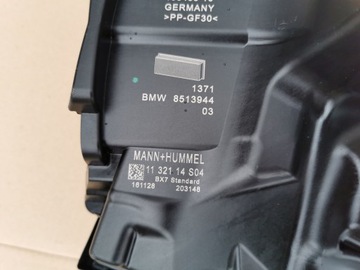 GERMANY
>PP-GF30<
1371
BMW 8513944
03
MANN+HUMMEL
11 321 14 S04
BX7 Standard
161128 203148